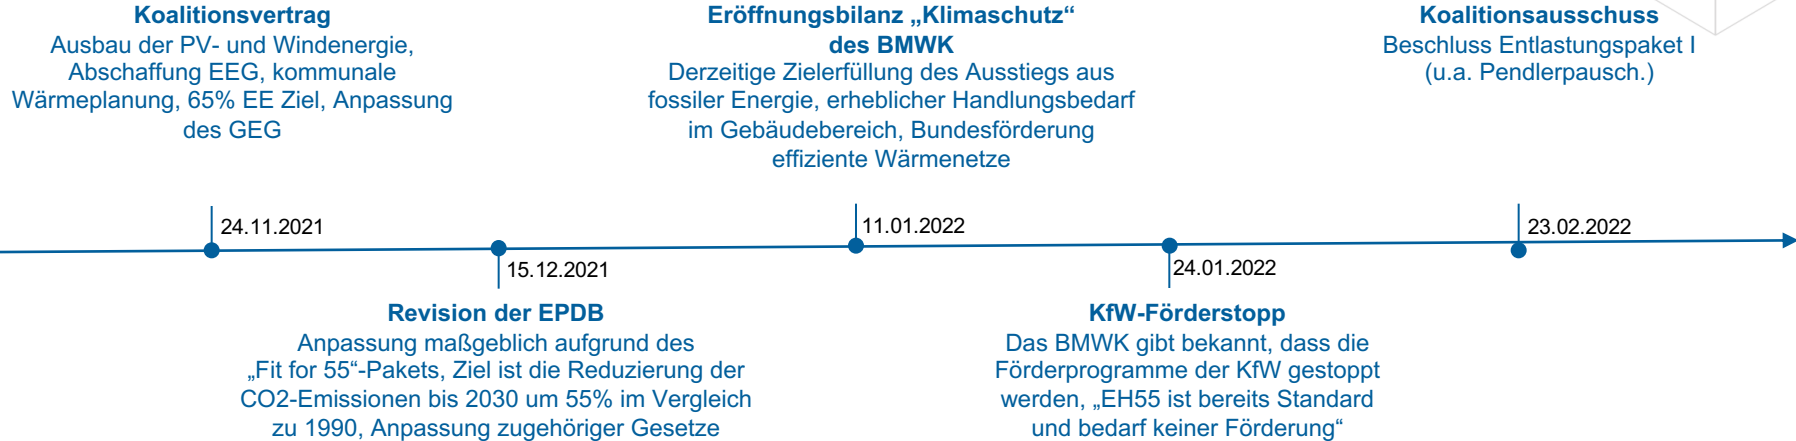 Koalitionsvertrag
Ausbau der PV- und Windenergie,
Abschaffung EEG, kommunale
Wärmeplanung, 65% EE Ziel, Anpassung
des GEG
24.11.2021
15.12.2021
Revision der EPDB
Anpassung maßgeblich aufgrund des
„Fit for 55“-Pakets, Ziel ist die Reduzierung der
CO2-Emissionen bis 2030 um 55% im Vergleich
zu 1990, Anpassung zugehöriger Gesetze
Eröffnungsbilanz „Klimaschutz“
des BMWK
Derzeitige Zielerfüllung des Ausstiegs aus
fossiler Energie, erheblicher Handlungsbedarf
im Gebäudebereich, Bundesförderung
effiziente Wärmenetze
11.01.2022
24.01.2022
KfW-Förderstopp
Das BMWK gibt bekannt, dass die
Förderprogramme der KfW gestoppt
werden, „EH55 ist bereits Standard
und bedarf keiner Förderung“
Koalitionsausschuss
Beschluss Entlastungspaket I
(u.a. Pendlerpausch.)
23.02.2022